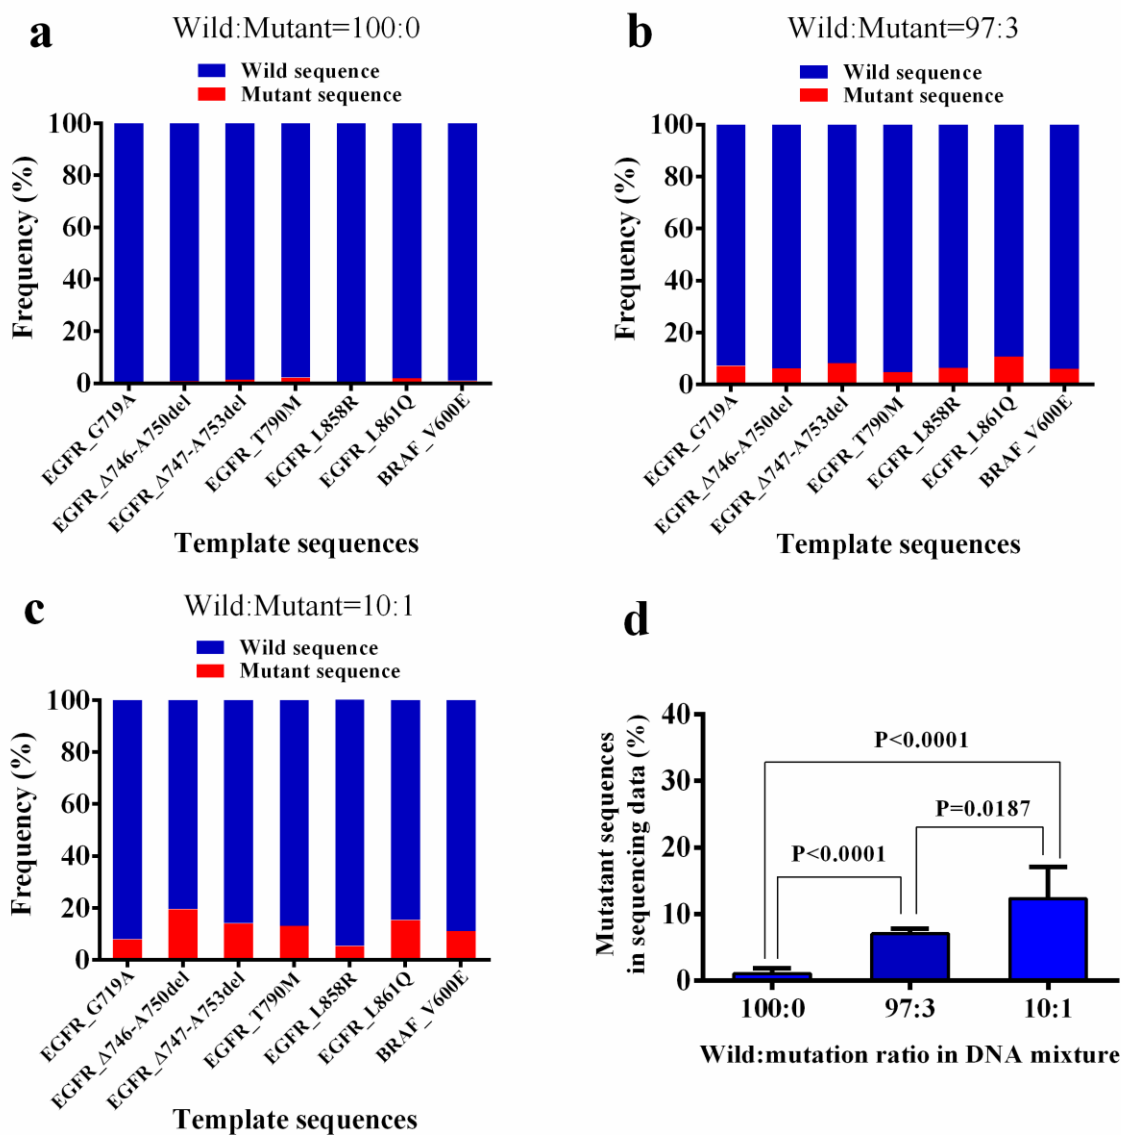 a
Wild:Mutant=100:0
Wild sequence
Mutant sequence
Frequency (%)
100
80
60
40
20
0
EGFR_G719A
EGFR_Δ746-A750del
EGFR_Δ747-A753del
EGFR_T790M
EGFR_L858R
EGFR_L861Q
BRAF_V600E
Template sequences
b
Wild:Mutant=97:3
Wild sequence
Mutant sequence
Frequency (%)
100
80
60
40
20
0
EGFR_G719A
EGFR_Δ746-A750del
EGFR_Δ747-A753del
EGFR_T790M
EGFR_L858R
EGFR_L861Q
BRAF_V600E
Template sequences
c
Wild:Mutant=10:1
Wild sequence
Mutant sequence
Frequency (%)
100
80
60
40
20
0
EGFR_G719A
EGFR_Δ746-A750del
EGFR_Δ747-A753del
EGFR_T790M
EGFR_L858R
EGFR_L861Q
BRAF_V600E
Template sequences
d
Mutatant sequences
in sequencing data (%)
40
30
20
10
0
P<0.0001
P=0.0187
P<0.0001
100:0
97:3
10:1
Wild:mutation ratio in DNA mixture